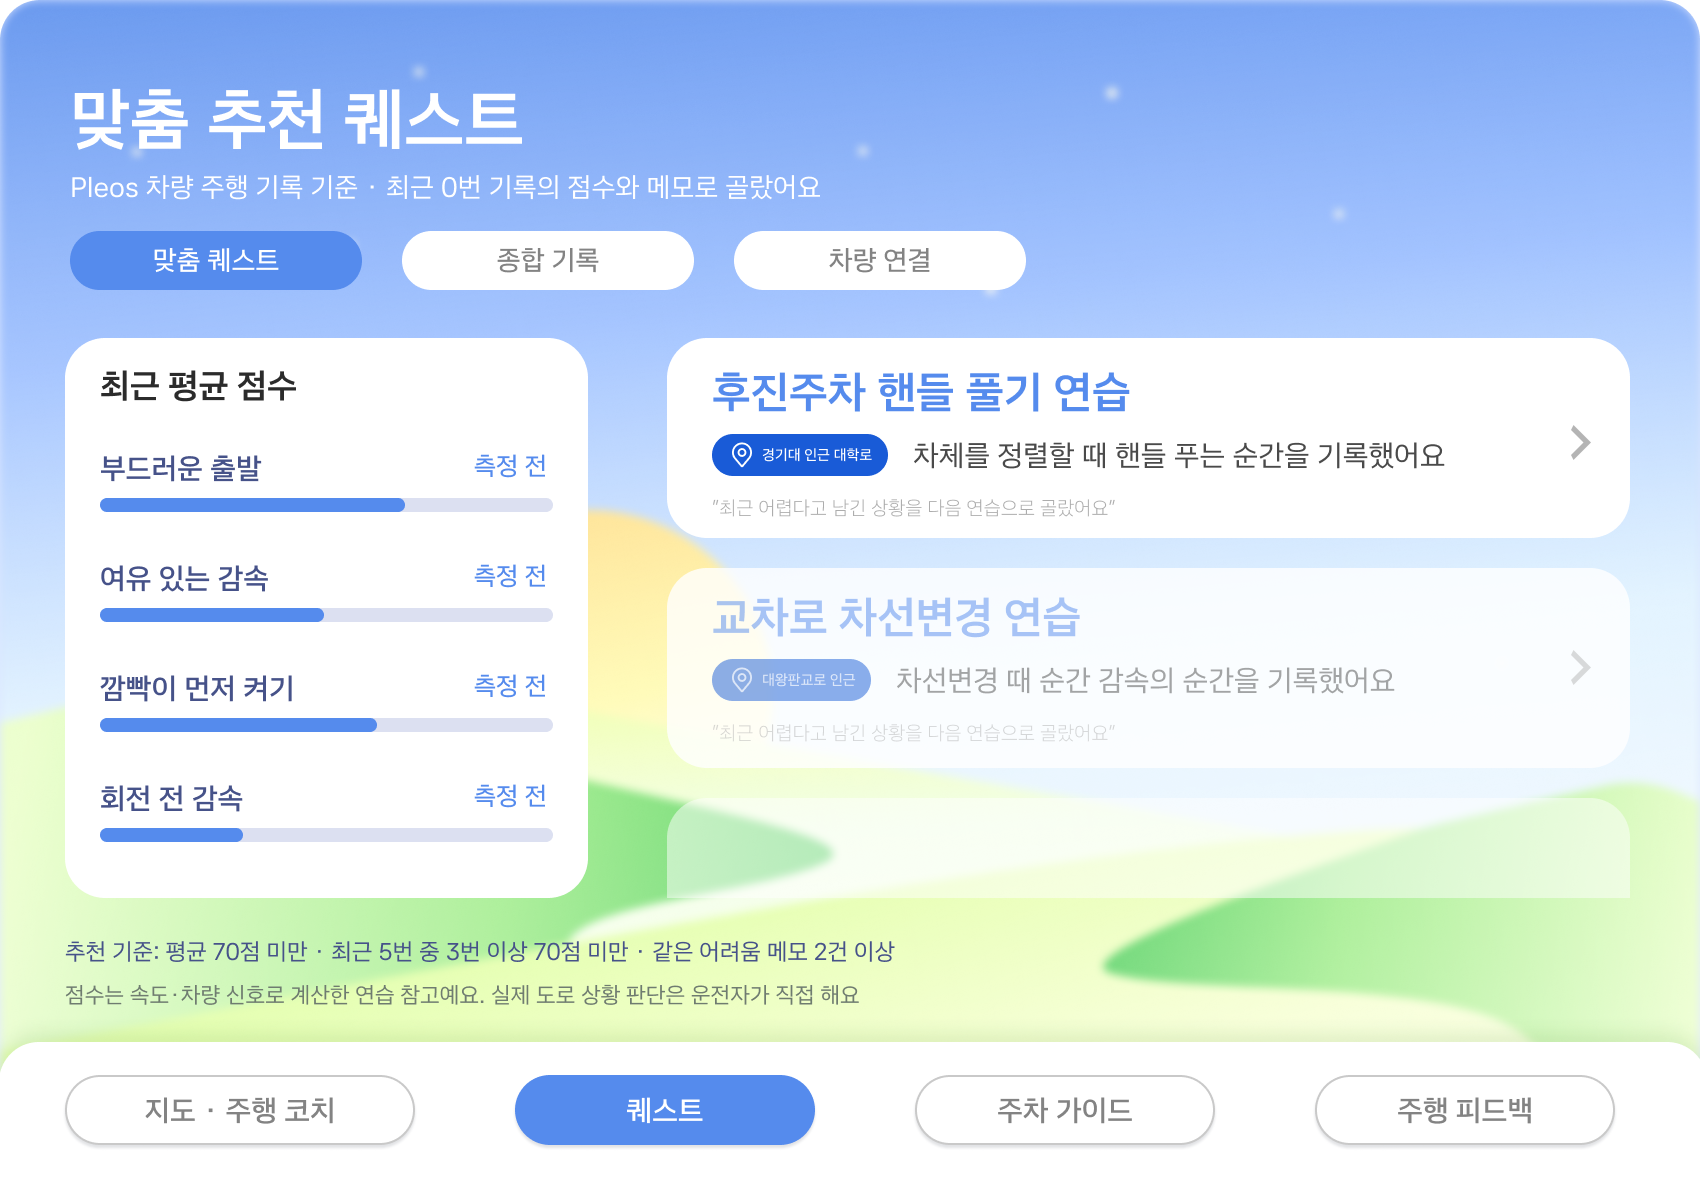 맞춤 추천 퀘스트
Pleos 차량 주행 기록 기준 · 최근 0번 기록의 점수와 메모로 골랐어요
맞춤 퀘스트
종합 기록
차량 연결
최근 평균 점수
부드러운 출발 측정 전
여유 있는 감속 측정 전
깜빡이 먼저 켜기 측정 전
회전 전 감속 측정 전
후진주차 핸들 풀기 연습
경기대 인근 대학로 차체를 정렬할 때 핸들 푸는 순간을 기록했어요
"최근 어렵다고 남긴 상황을 다음 연습으로 골랐어요"
교차로 차선변경 연습
대왕판교로 인근 차선변경 때 순간 감속의 순간을 기록했어요
"최근 어렵다고 남긴 상황을 다음 연습으로 골랐어요"
추천 기준: 평균 70점 미만 · 최근 5번 중 3번 이상 70점 미만 · 같은 어려움 메모 2건 이상
점수는 속도·차량 신호로 계산한 연습 참고예요. 실제 도로 상황 판단은 운전자가 직접 해요
지도 · 주행 코치
퀘스트
주차 가이드
주행 피드백